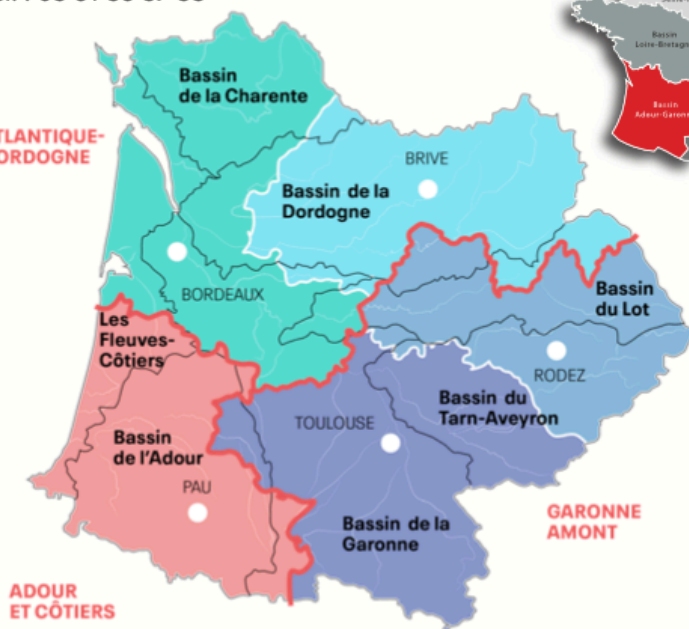 Bassin
Loire-Bretagne
Bassin
Adour-Garonne
Bassin
de la Charente
BRIVE
Bassin de la
Dordogne
BORDEAUX
Bassin
du Lot
Les
Fleuves-
Côtiers
RODEZ
Bassin du
Tarn-Aveyron
TOULOUSE
Bassin
de l'Adour
PAU
GARONNE
AMONT
Bassin de la
Garonne
ADOUR
ET CÔTIERS